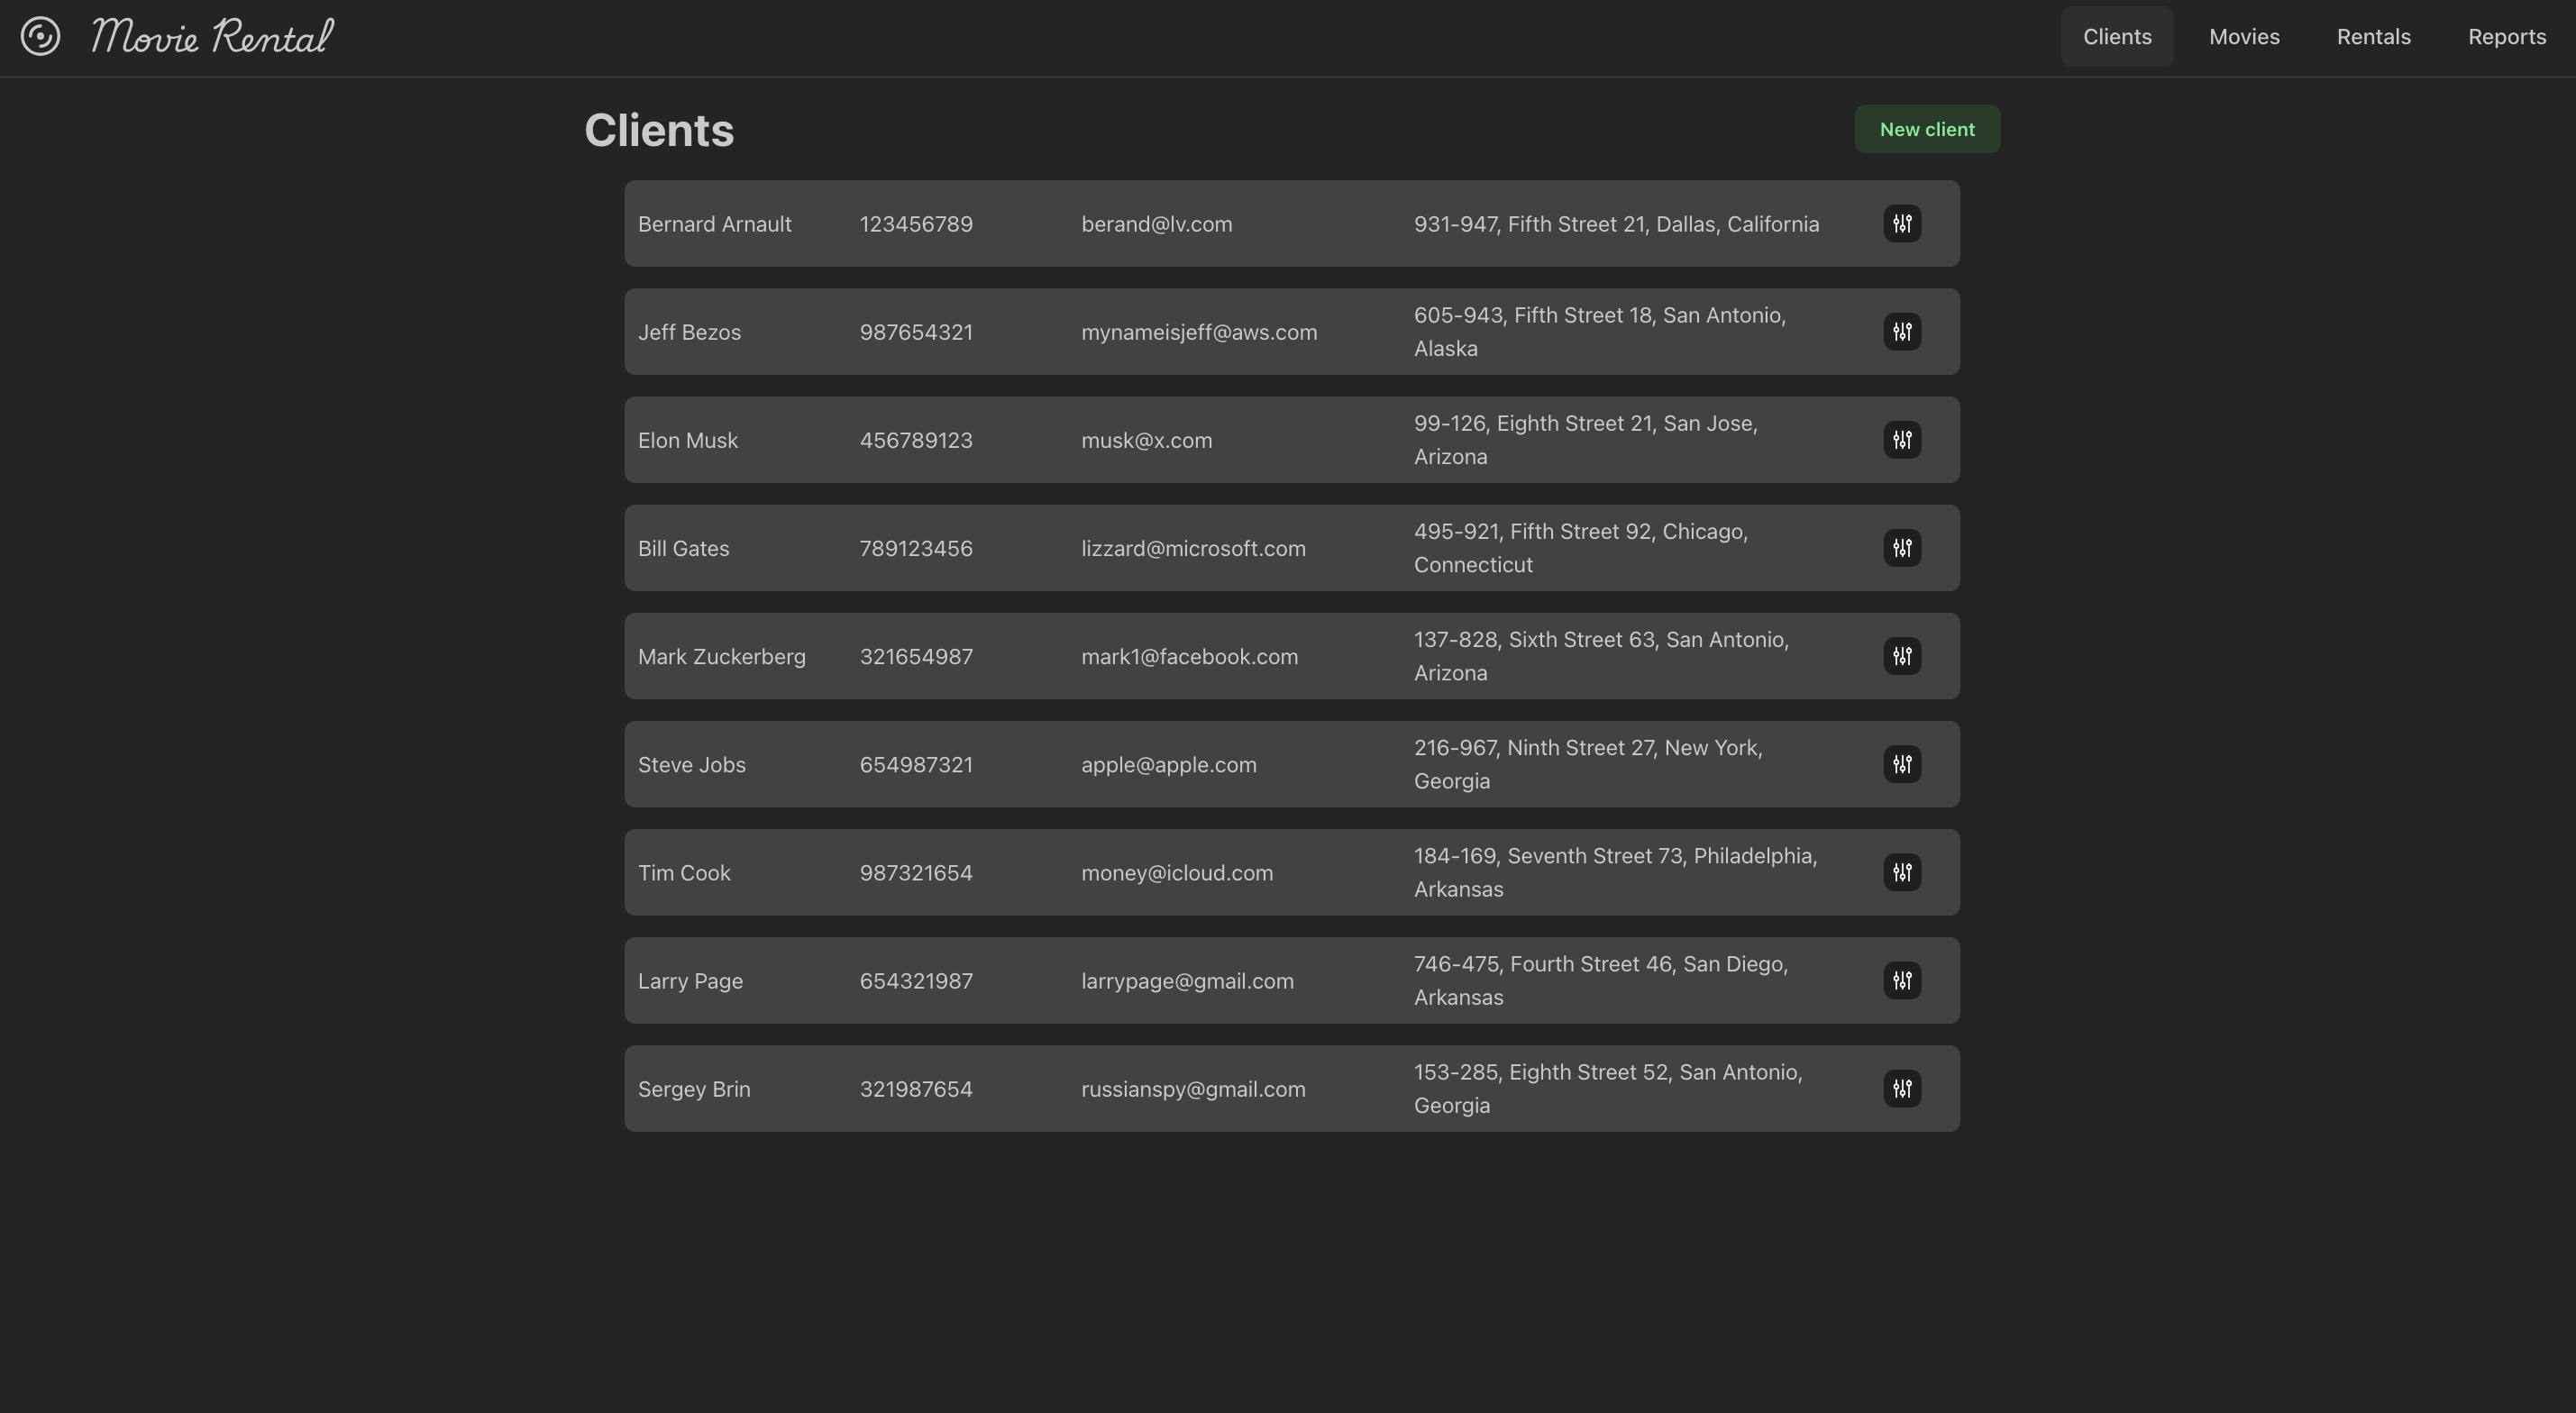 Movie Rental
Clients
Movies
Rentals
Reports
Clients
New client
Bernard Arnault
123456789
berand@lv.com
931-947, Fifth Street 21, Dallas, California
Jeff Bezos
987654321
mynameisjeff@aws.com
605-943, Fifth Street 18, San Antonio,
Alaska
Elon Musk
456789123
musk@x.com
99-126, Eighth Street 21, San Jose,
Arizona
Bill Gates
789123456
lizzard@microsoft.com
495-921, Fifth Street 92, Chicago,
Connecticut
Mark Zuckerberg
321654987
mark1@facebook.com
137-828, Sixth Street 63, San Antonio,
Arizona
Steve Jobs
654987321
apple@apple.com
216-967, Ninth Street 27, New York,
Georgia
Tim Cook
987321654
money@icloud.com
184-169, Seventh Street 73, Philadelphia,
Arkansas
Larry Page
654321987
larrypage@gmail.com
746-475, Fourth Street 46, San Diego,
Arkansas
Sergey Brin
321987654
russianspy@gmail.com
153-285, Eighth Street 52, San Antonio,
Georgia